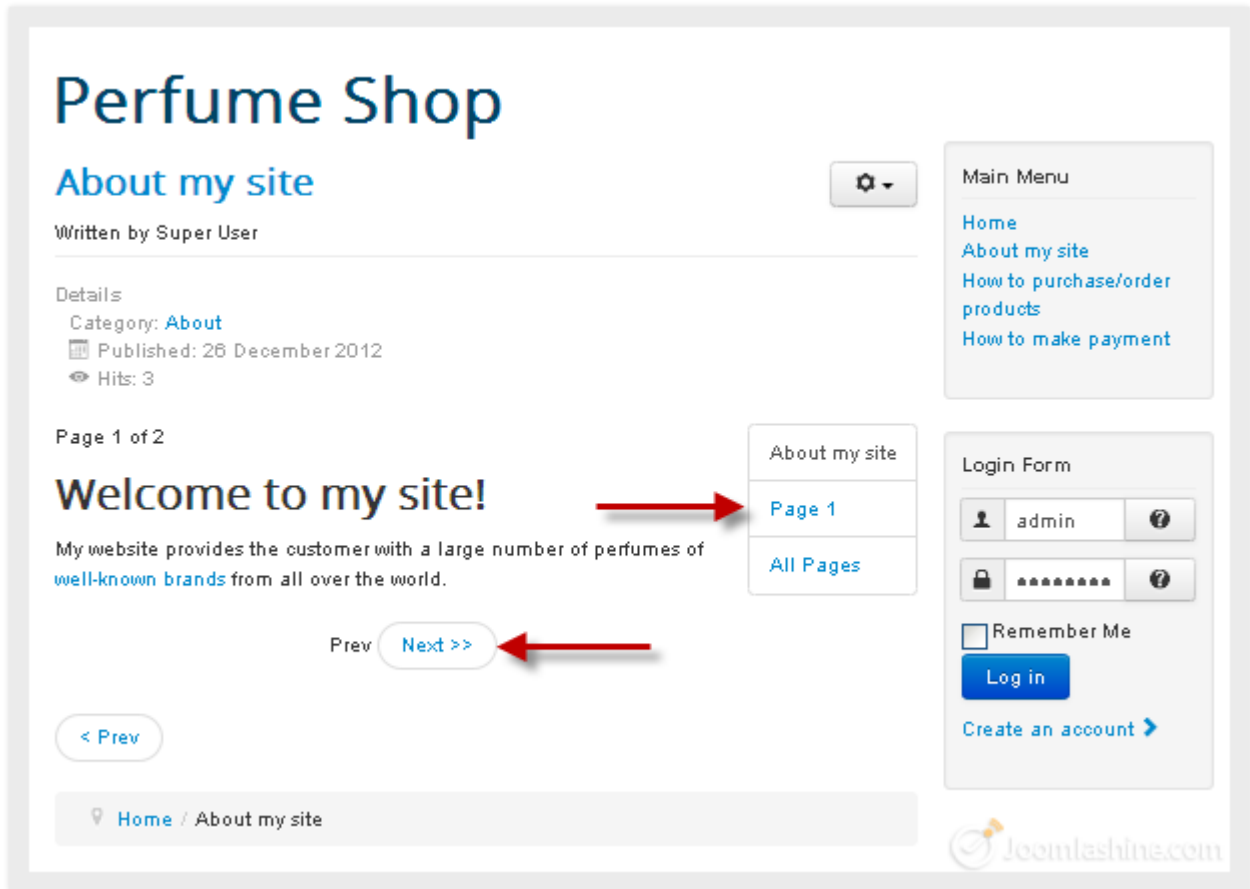 Perfume Shop
About my site
Written by Super User
Details
Category: About
Published: 26 December 2012
Hits: 3
Page 1 of 2
Welcome to my site!
My website provides the customer with a large number of perfumes of
well-known brands from all over the world.
About my site
Page 1
All Pages
Prev Next >>
< Prev
Home / About my site
Main Menu
Home
About my site
How to purchase/order
products
How to make payment
Login Form
admin
Remember Me
Log in
Create an account
Joomlashine.com